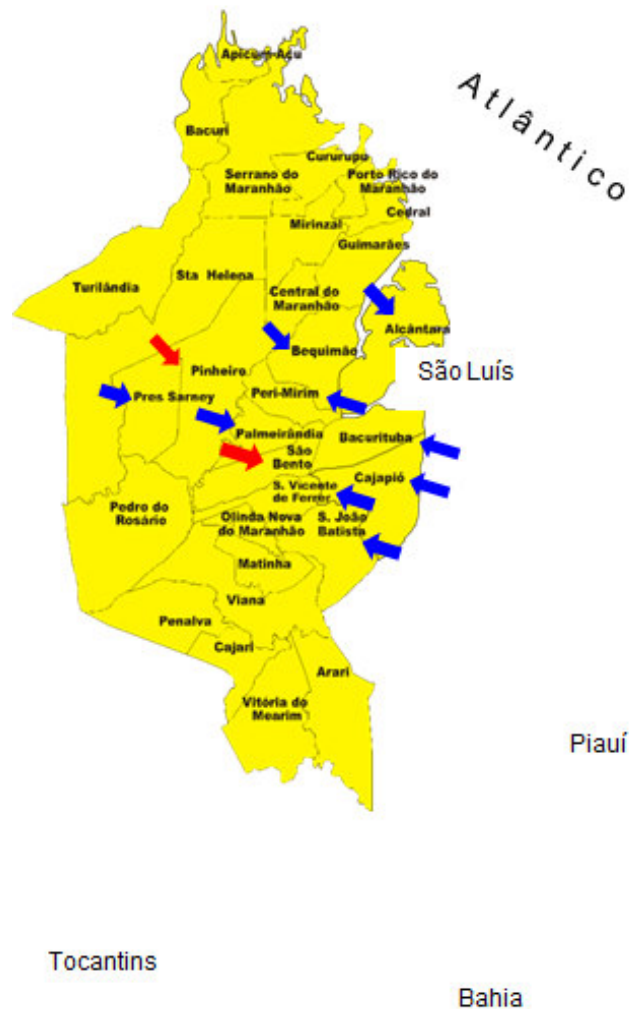 Apicum-Açu
Atlântico
Bacuri
Cururupu
Serrano do
Maranhão
Porto Rico do
Maranhão
Cedral
Mirinzal
Guimarães
Sta Helena
Turilândia
Central do
Maranhão
Alcântara
Bequimão
Pinheiro
São Luís
Pres Sarney
Peri-Mirim
Palmeirândia
Bacurituba
São
Bento
Cajapió
S. Vicente
de Ferrer
Pedro do
Rosário
Olinda Nova
do Maranhão
S. João
Batista
Matinha
Viana
Penalva
Cajari
Arari
Vitória do
Mearim
Piauí
Tocantins
Bahia